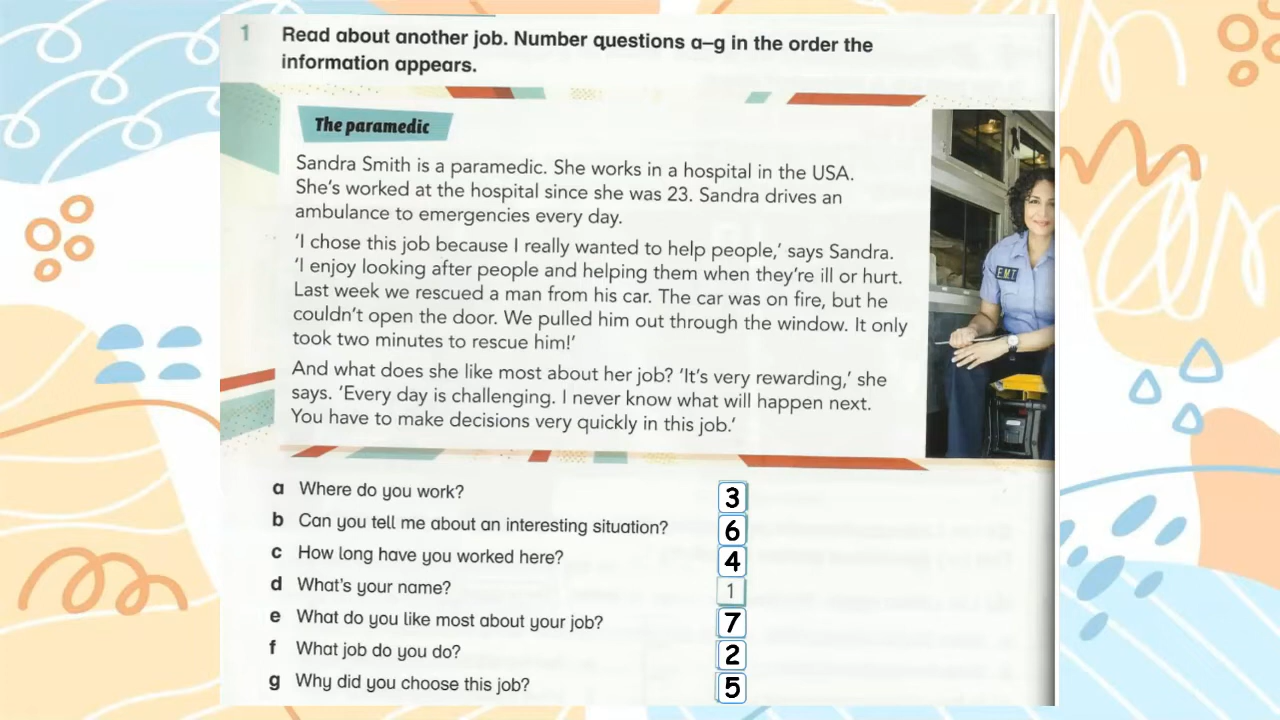 1 Read about another job. Number questions a–g in the order the
information appears.
The paramedic
Sandra Smith is a paramedic. She works in a hospital in the USA.
She's worked at the hospital since she was 23. Sandra drives an
ambulance to emergencies every day.
'I chose this job because I really wanted to help people,' says Sandra.
'I enjoy looking after people and helping them when they're ill or hurt.
Last week we rescued a man from his car. The car was on fire, but he
couldn't open the door. We pulled him out through the window. It only
took two minutes to rescue him!'
And what does she like most about her job? 'It's very rewarding,' she
says. 'Every day is challenging. I never know what will happen next.
You have to make decisions very quickly in this job.'
EMT
a Where do you work? 3
b Can you tell me about an interesting situation? 6
c How long have you worked here? 4
d What's your name? 1
e What do you like most about your job? 7
f What job do you do? 2
g Why did you choose this job? 5